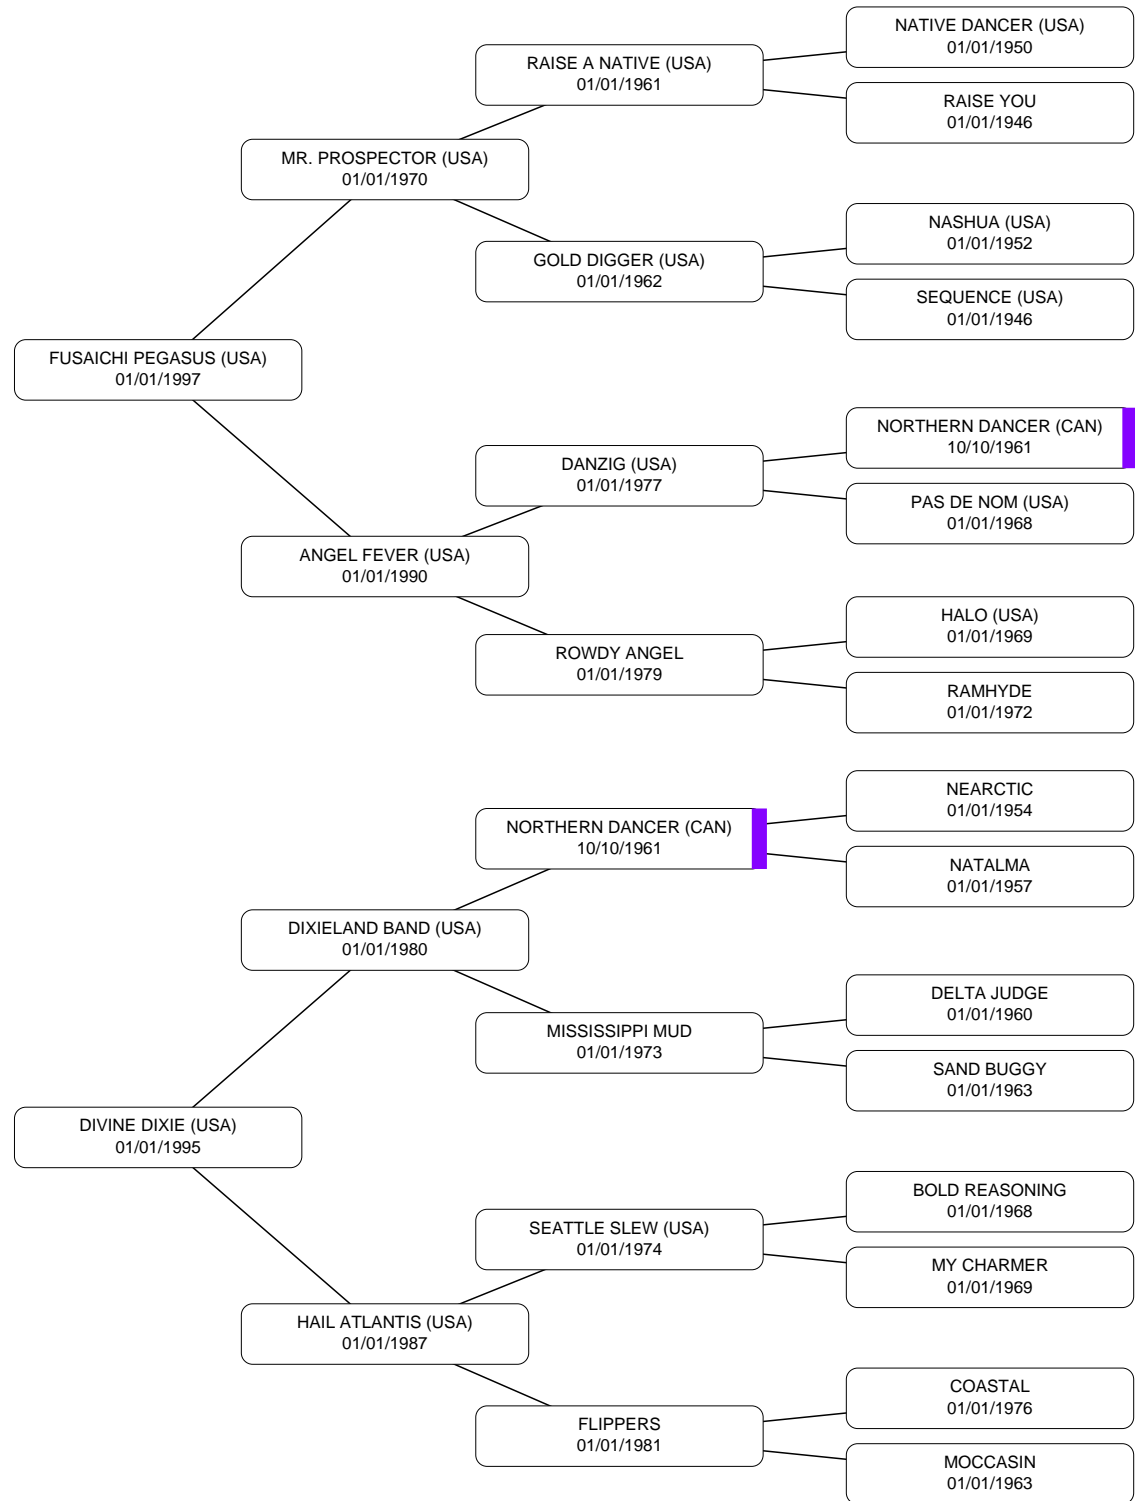 NATIVE DANCER (USA)
01/01/1950
RAISE A NATIVE (USA)
01/01/1961
RAISE YOU
01/01/1946
MR. PROSPECTOR (USA)
01/01/1970
NASHUA (USA)
01/01/1952
GOLD DIGGER (USA)
01/01/1962
SEQUENCE (USA)
01/01/1946
FUSAICHI PEGASUS (USA)
01/01/1997
NORTHERN DANCER (CAN)
10/10/1961
DANZIG (USA)
01/01/1977
PAS DE NOM (USA)
01/01/1968
ANGEL FEVER (USA)
01/01/1990
HALO (USA)
01/01/1969
ROWDY ANGEL
01/01/1979
RAMHYDE
01/01/1972
NEARCTIC
01/01/1954
NORTHERN DANCER (CAN)
10/10/1961
NATALMA
01/01/1957
DIXIELAND BAND (USA)
01/01/1980
DELTA JUDGE
01/01/1960
MISSISSIPPI MUD
01/01/1973
SAND BUGGY
01/01/1963
DIVINE DIXIE (USA)
01/01/1995
BOLD REASONING
01/01/1968
SEATTLE SLEW (USA)
01/01/1974
MY CHARMER
01/01/1969
HAIL ATLANTIS (USA)
01/01/1987
COASTAL
01/01/1976
FLIPPERS
01/01/1981
MOCCASIN
01/01/1963